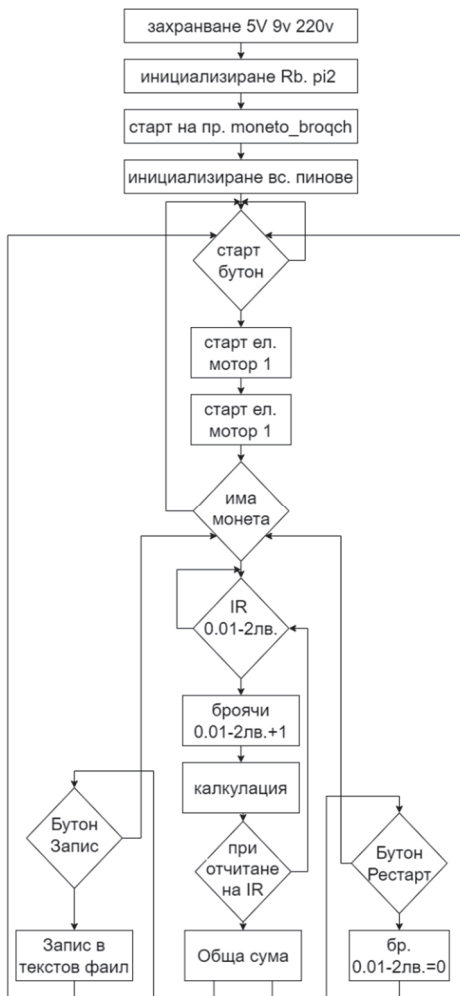 захранване 5V 9v 220v
инициализиране Rb. pi2
старт на пр. moneto_broqch
инициализиране вс. пинове
старт
бутон
старт ел.
мотор 1
старт ел.
мотор 1
има
монета
IR
0.01-2лв.
броячи
0.01-2лв.+1
калкулация
Бутон
Запис
при
отчитане
на IR
Бутон
Рестарт
Запис в
текстов фаил
Обща сума
бр.
0.01-2лв.=0